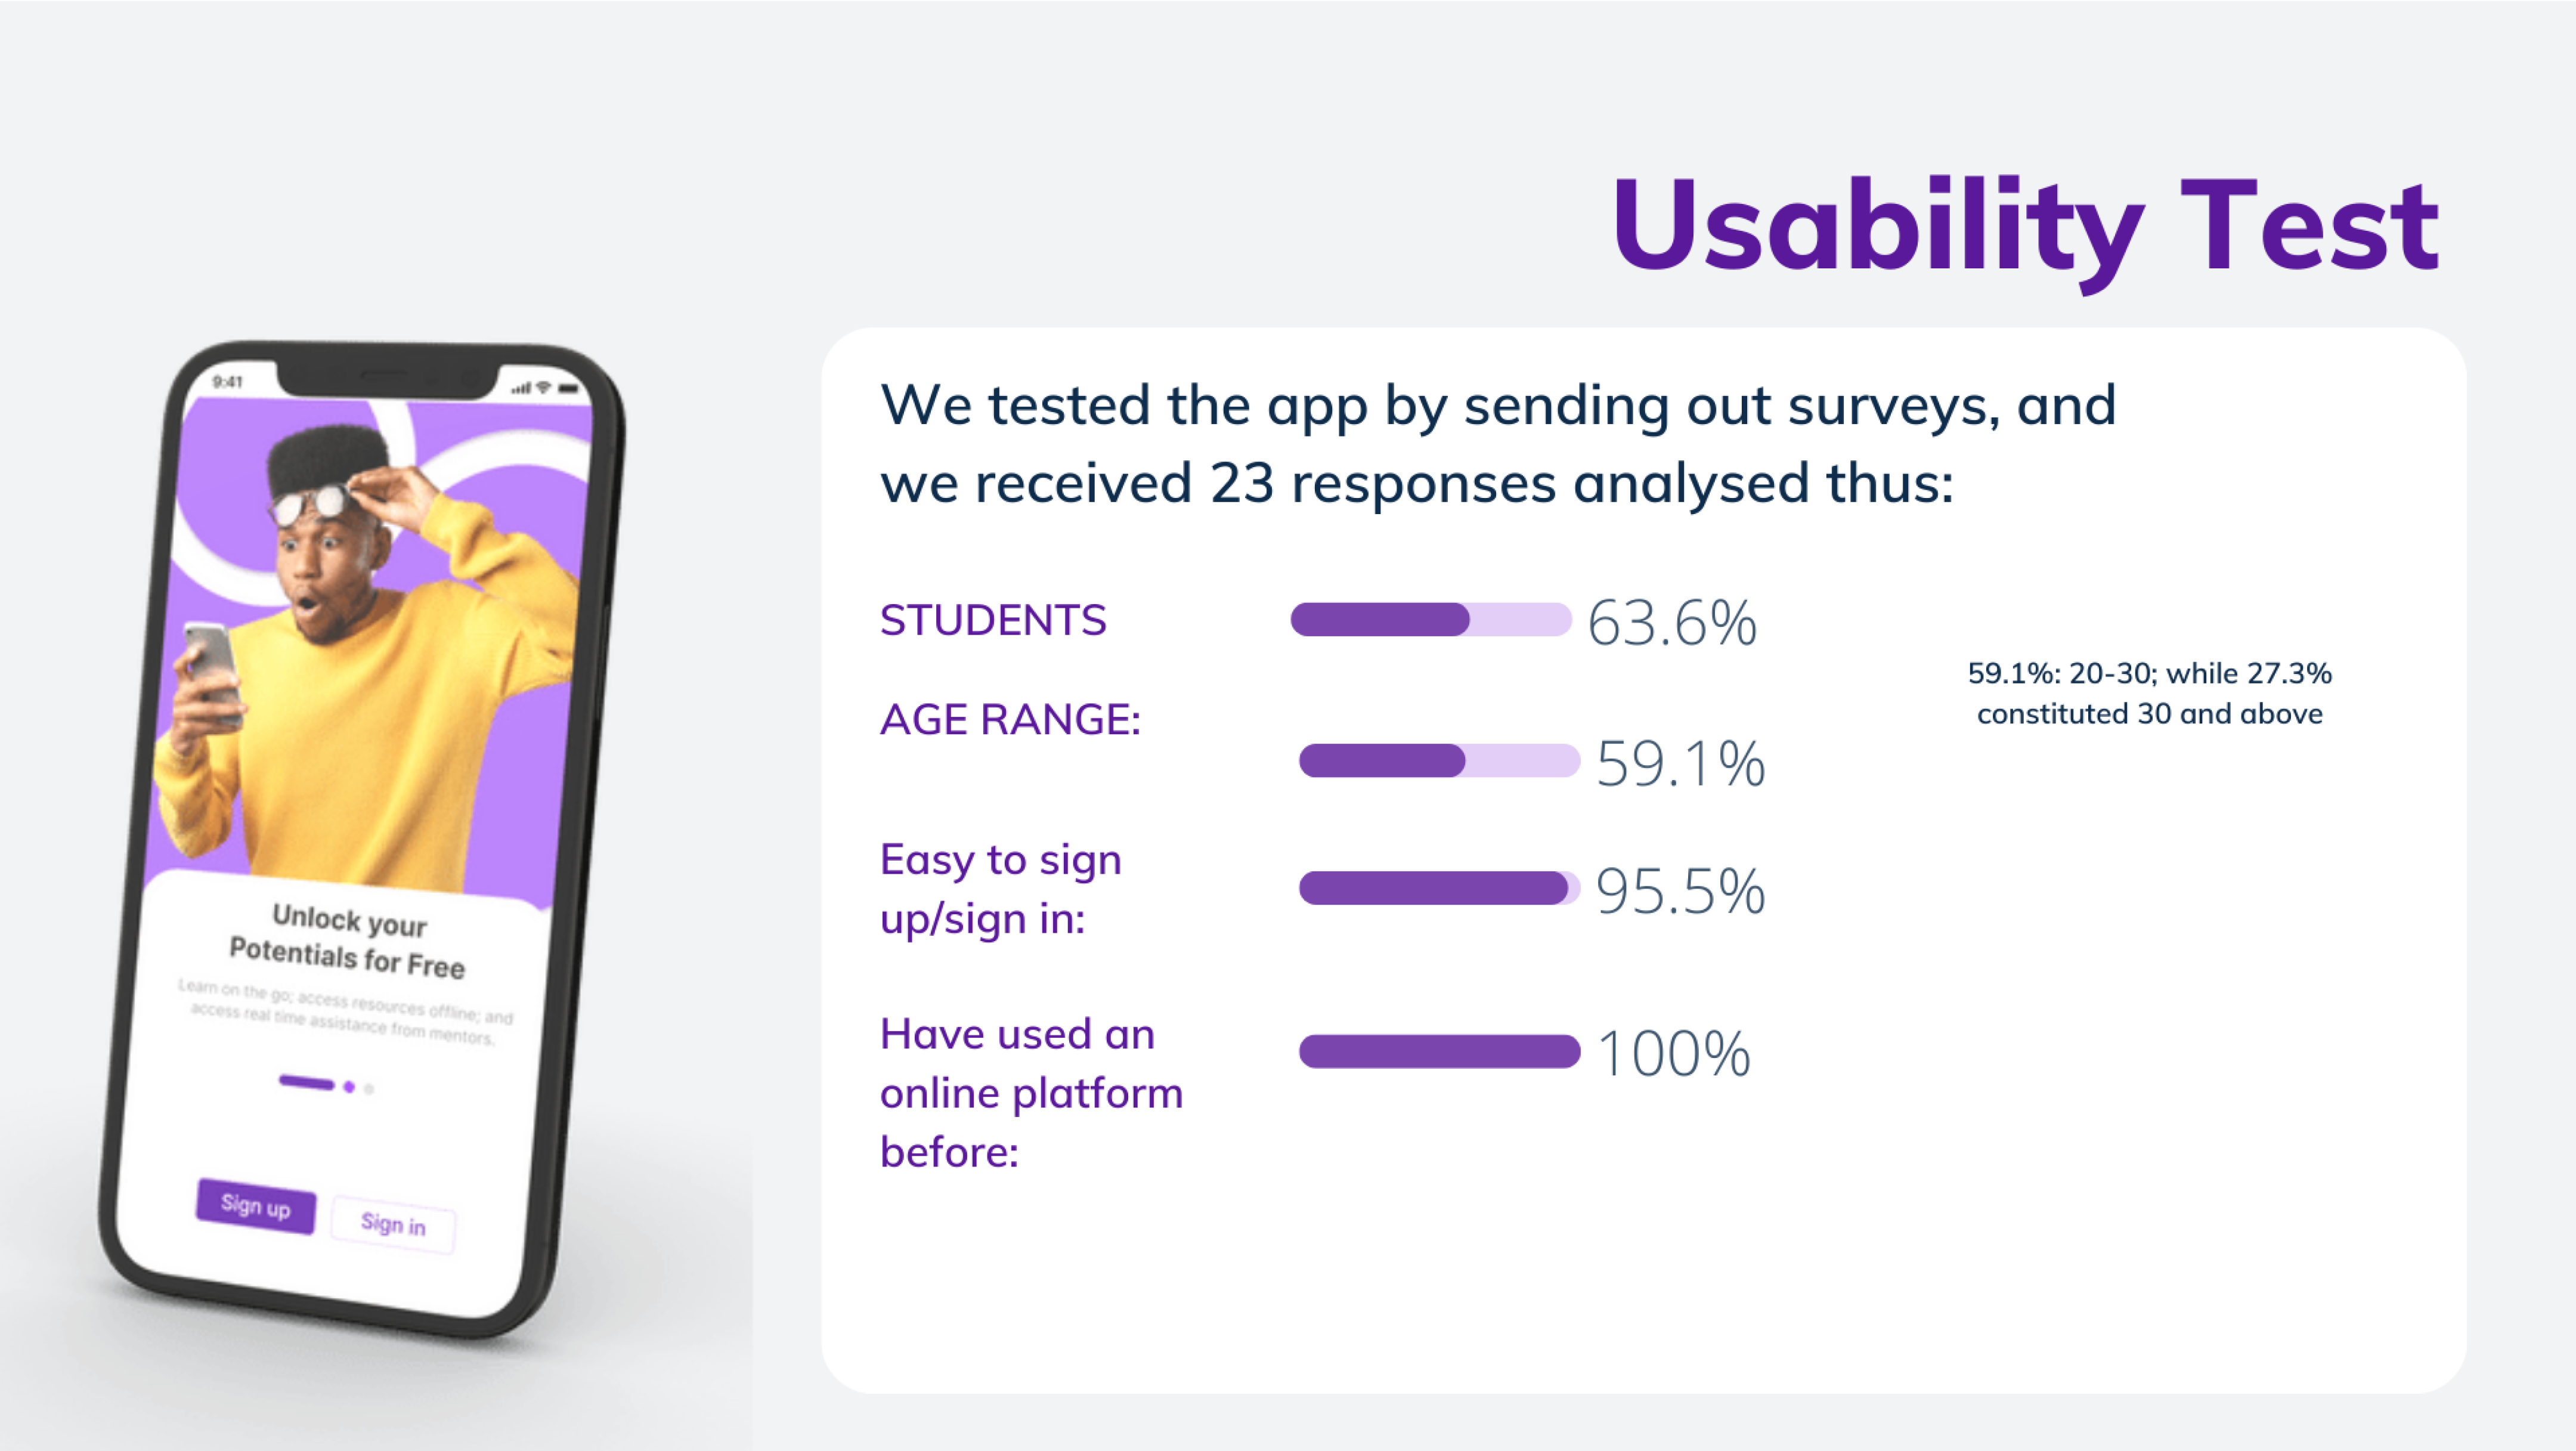 Usability Test
We tested the app by sending out surveys, and
we received 23 responses analysed thus:
STUDENTS
63.6%
59.1%: 20-30; while 27.3%
constituted 30 and above
AGE RANGE:
59.1%
Easy to sign
up/sign in:
95.5%
Have used an
online platform
before:
100%
9:41
Unlock your
Potentials for Free
Learn on the go; access resources offline; and
access real time assistance from mentors.
Sign up
Sign in